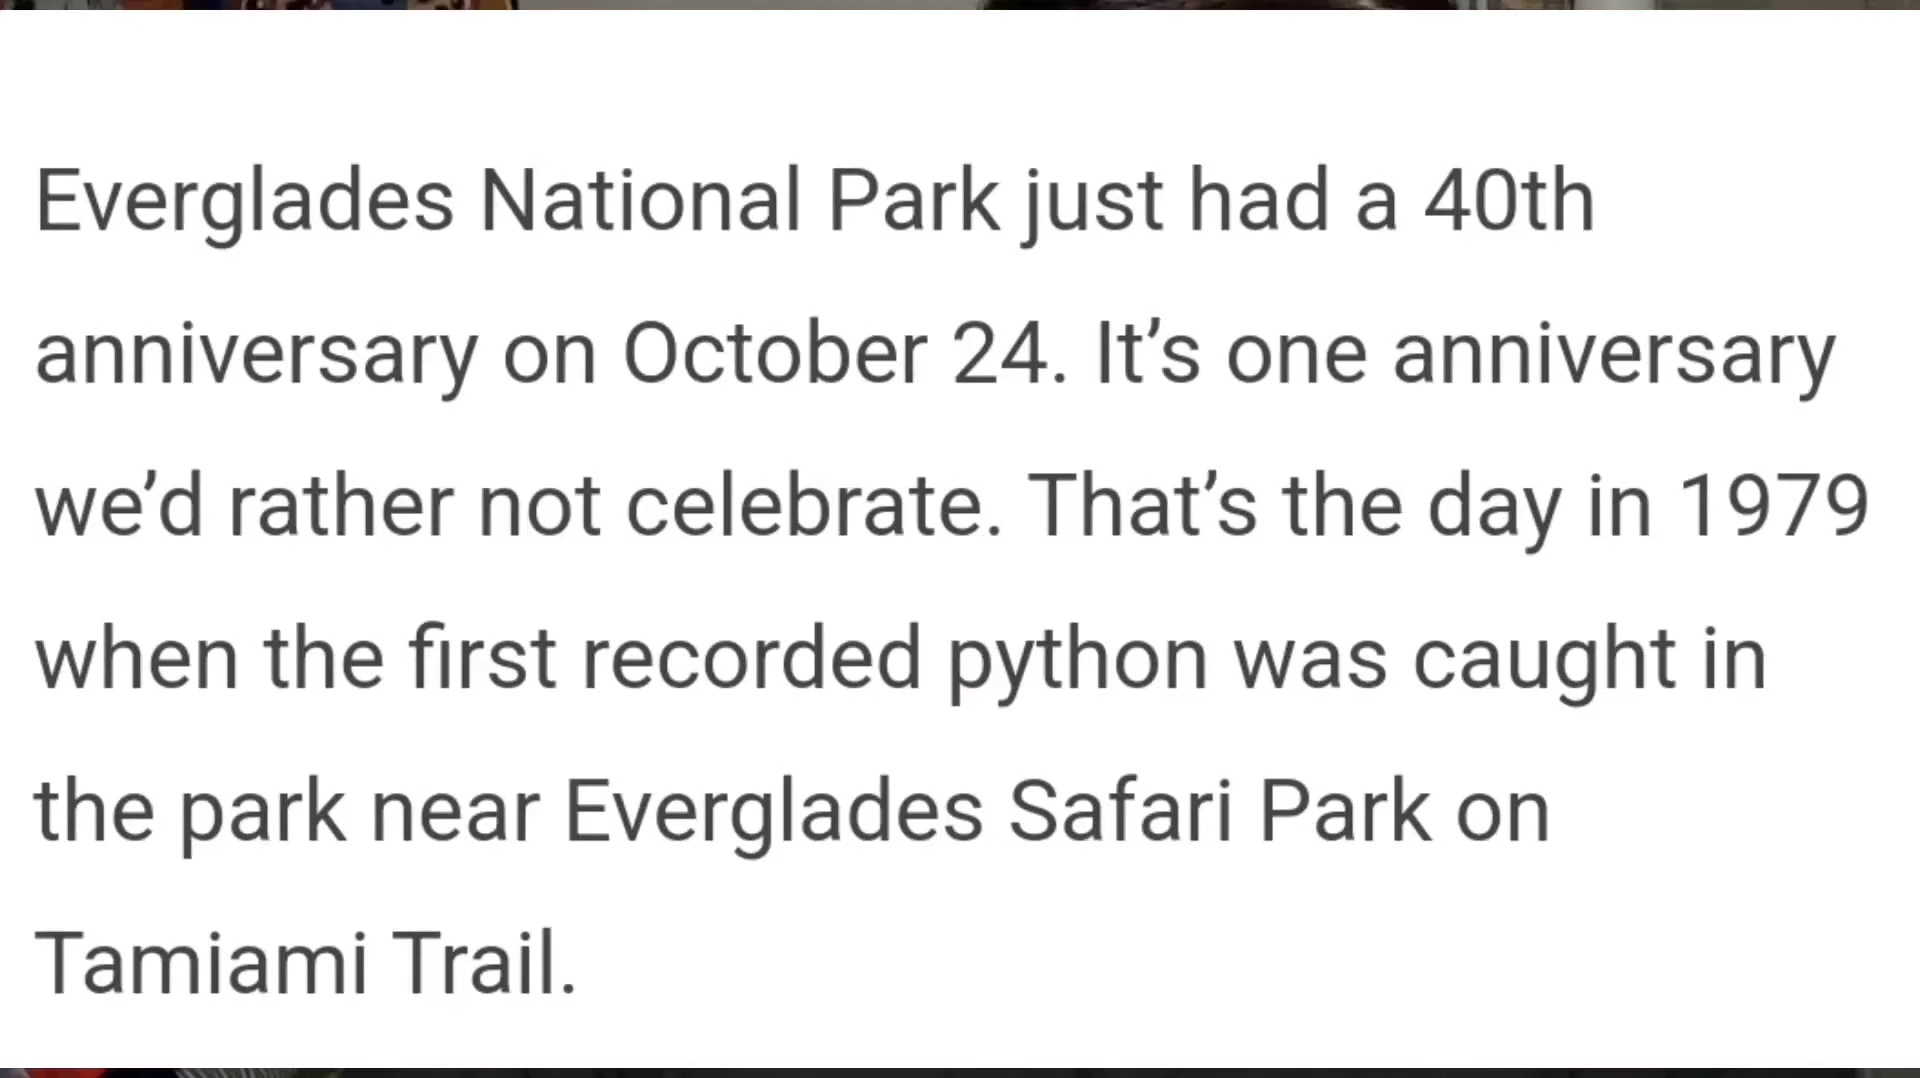 Everglades National Park just had a 40th
anniversary on October 24. It’s one anniversary
we’d rather not celebrate. That’s the day in 1979
when the first recorded python was caught in
the park near Everglades Safari Park on
Tamiami Trail.